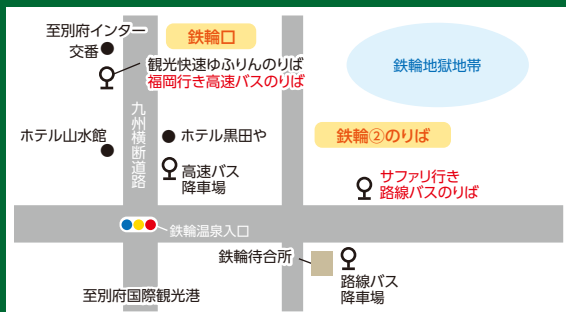 至別府インター
交番
鉄輪口
観光快速ゆふりんのりば
福岡行き高速バスのりば
鉄輪地獄地帯
九州横断道路
ホテル山水館
ホテル黒田や
鉄輪②のりば
高速バス
降車場
サファリ行き
路線バスのりば
鉄輪温泉入口
鉄輪待合所
路線バス
降車場
至別府国際観光港